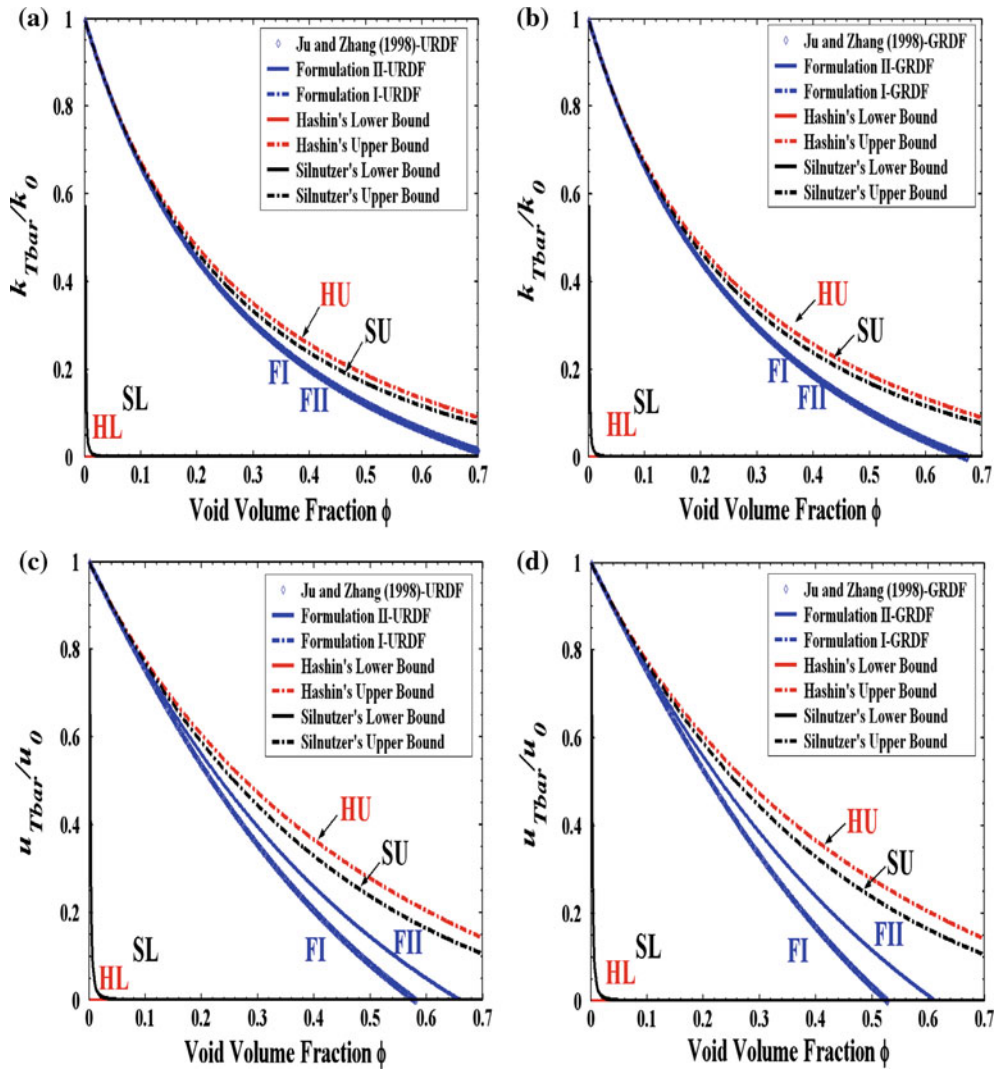 (a)
1
0.8
0.6
0.4
0.2
0
k_Tbar/k_O
◊ Ju and Zhang (1998)-URDF
Formulation II-URDF
Formulation I-URDF
Hashin's Lower Bound
Hashin's Upper Bound
Silnutzer's Lower Bound
Silnutzer's Upper Bound
HU
SU
FI
FII
SL
HL
0 0.1 0.2 0.3 0.4 0.5 0.6 0.7
Void Volume Fraction ϕ
(b)
1
0.8
0.6
0.4
0.2
0
k_Tbar/k_O
◊ Ju and Zhang (1998)-GRDF
Formulation II-GRDF
Formulation I-GRDF
Hashin's Lower Bound
Hashin's Upper Bound
Silnutzer's Lower Bound
Silnutzer's Upper Bound
HU
SU
FI
FII
SL
HL
0 0.1 0.2 0.3 0.4 0.5 0.6 0.7
Void Volume Fraction ϕ
(c)
1
0.8
0.6
0.4
0.2
0
u_Tbar/u_O
◊ Ju and Zhang (1998)-URDF
Formulation II-URDF
Formulation I-URDF
Hashin's Lower Bound
Hashin's Upper Bound
Silnutzer's Lower Bound
Silnutzer's Upper Bound
HU
SU
FI
FII
SL
HL
0 0.1 0.2 0.3 0.4 0.5 0.6 0.7
Void Volume Fraction ϕ
(d)
1
0.8
0.6
0.4
0.2
0
u_Tbar/u_O
◊ Ju and Zhang (1998)-GRDF
Formulation II-GRDF
Formulation I-GRDF
Hashin's Lower Bound
Hashin's Upper Bound
Silnutzer's Lower Bound
Silnutzer's Upper Bound
HU
SU
FI
FII
SL
HL
0 0.1 0.2 0.3 0.4 0.5 0.6 0.7
Void Volume Fraction ϕ